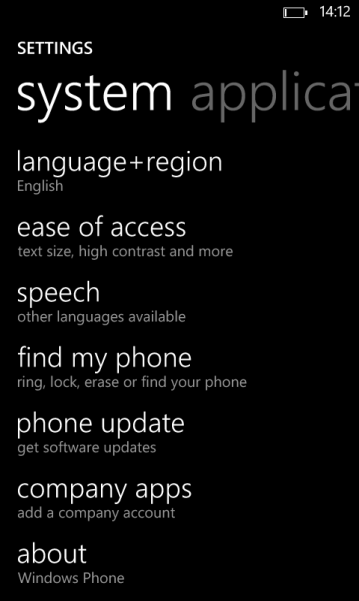 14:12
SETTINGS
system applicat
language+region
English
ease of access
text size, high contrast and more
speech
other languages available
find my phone
ring, lock, erase or find your phone
phone update
get software updates
company apps
add a company account
about
Windows Phone